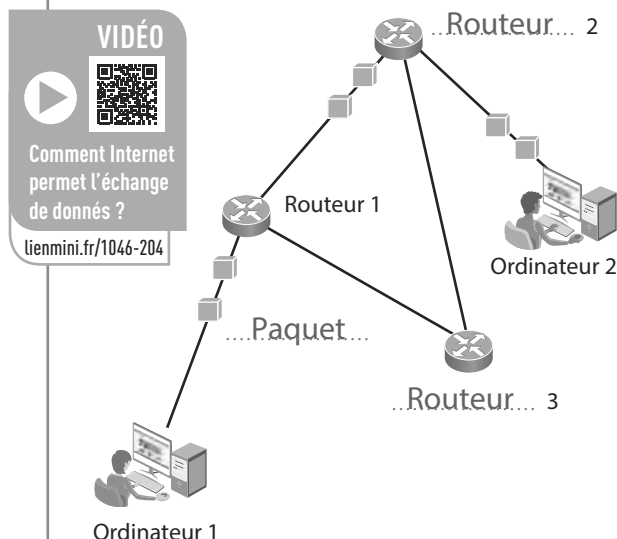 VIDÉO
Comment Internet
permet l'échange
de donnés ?
lienmini.fr/1046-204
Routeur 2
Routeur 1
Ordinateur 2
Paquet
Routeur 3
Ordinateur 1